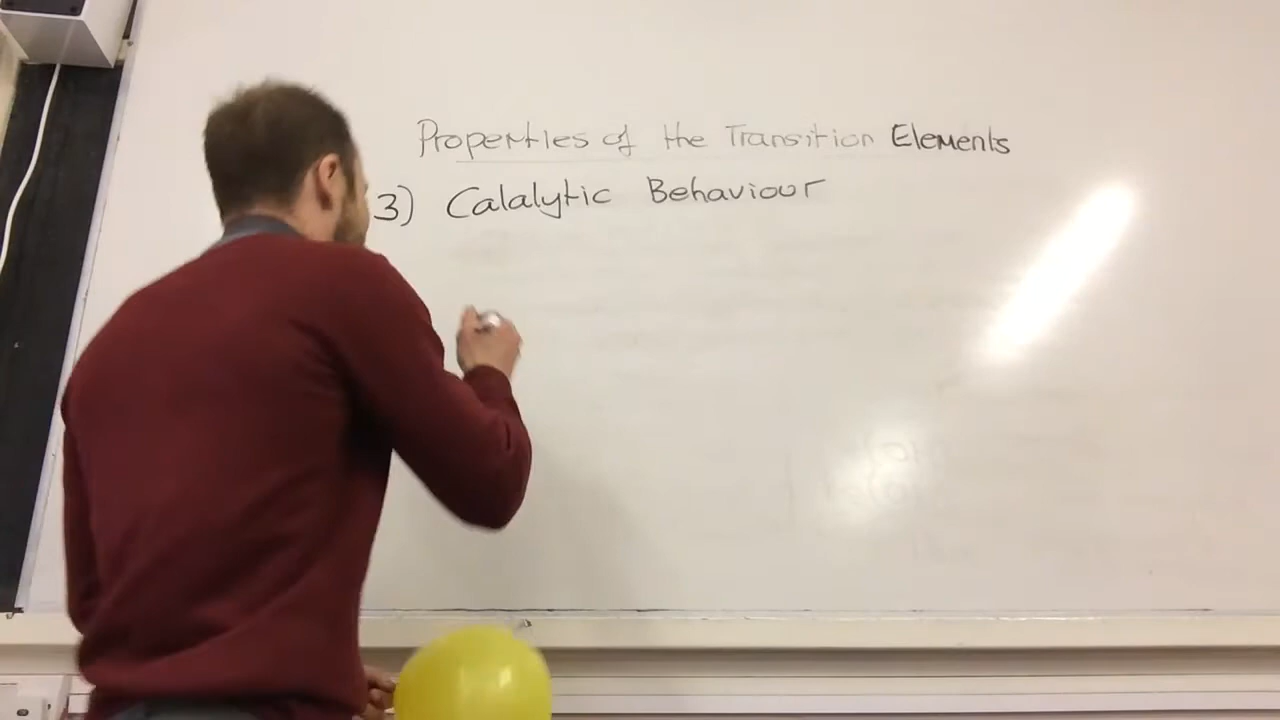 Properties of the Transition Elements
3) Calalytic Behaviour